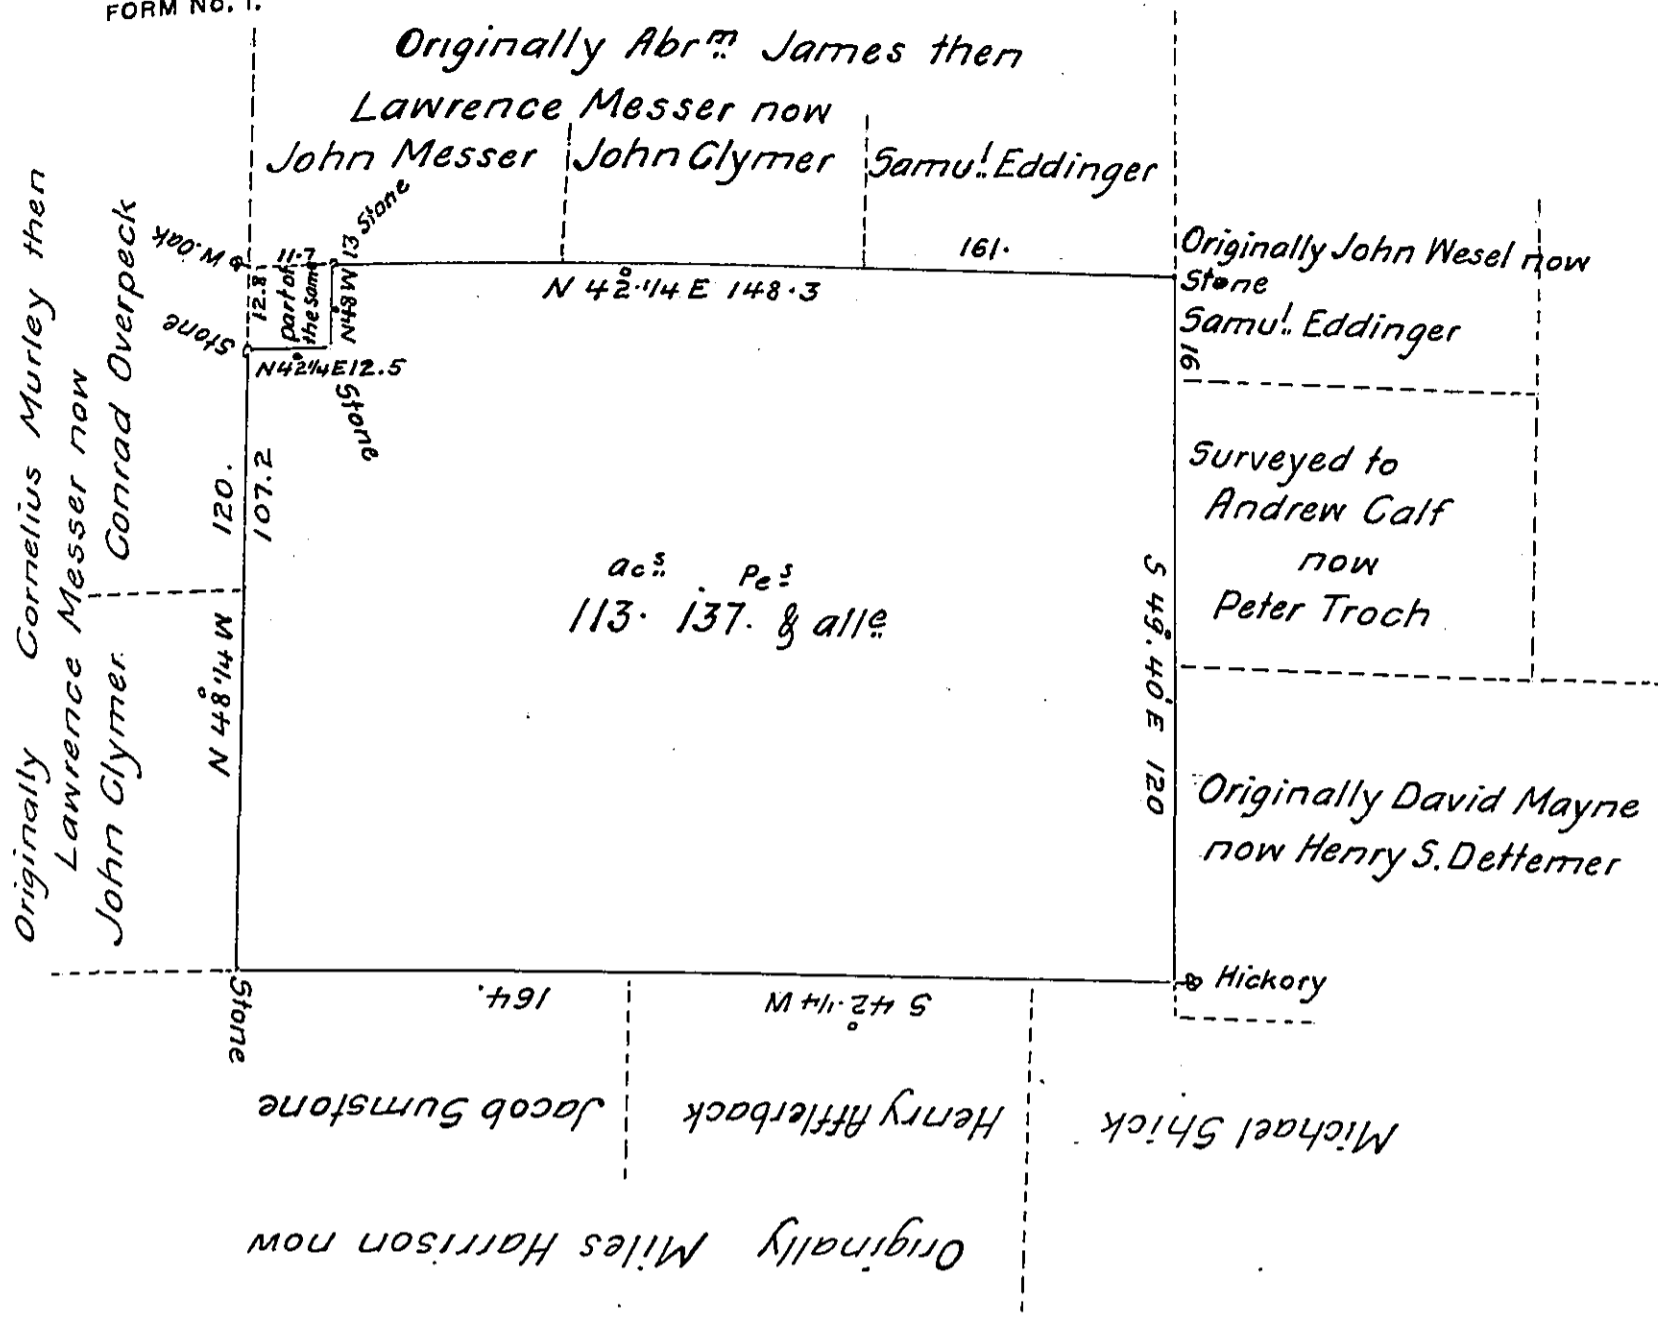 FORM NO. 1.
Originally Abrm James then
Lawrence Messer now
John Messer
John Clymer
Samul. Eddinger
Originally Cornelius Murley then
Lawrence Messer now
John Clymer. Conrad Overpeck
W. oak
11.7
13 Stone
161.
12.8
part of
the same
N48°W
N 42°.1/4 E 148.3
Stone
N42°1/4E12.5
Stone
Originally John Wesel now
Stone
Samul. Eddinger
16
120.
107.2
N 48°1/4 W
Surveyed to
Andrew Calf
now
Peter Troch
acs. Pes
113. 137. & alle
S 49°.40' E 120
Originally David Mayne
now Henry S. Dettemer
Hickory
Stone
S 42°.1/4 W
164.
Michael Shick
Henry Afflerback
Jacob Sumstone
Originally Miles Harrison now